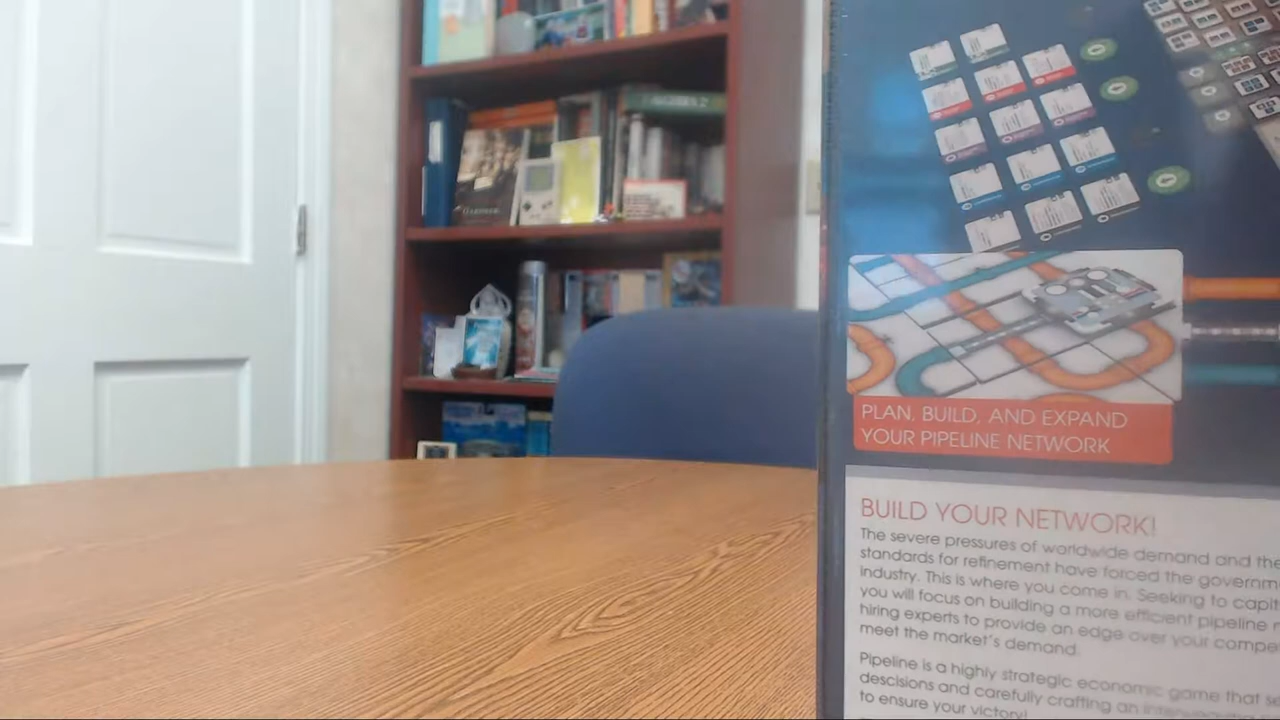 PLAN, BUILD, AND EXPAND
YOUR PIPELINE NETWORK
BUILD YOUR NETWORK!
The severe pressures of worldwide demand and the
standards for refinement have forced the governm
industry. This is where you come in. Seeking to capit
you will focus on building a more efficient pipeline n
hiring experts to provide an edge over your compe
meet the market's demand.
Pipeline is a highly strategic economic game that se
descisions and carefully crafting an
to ensure your victory!